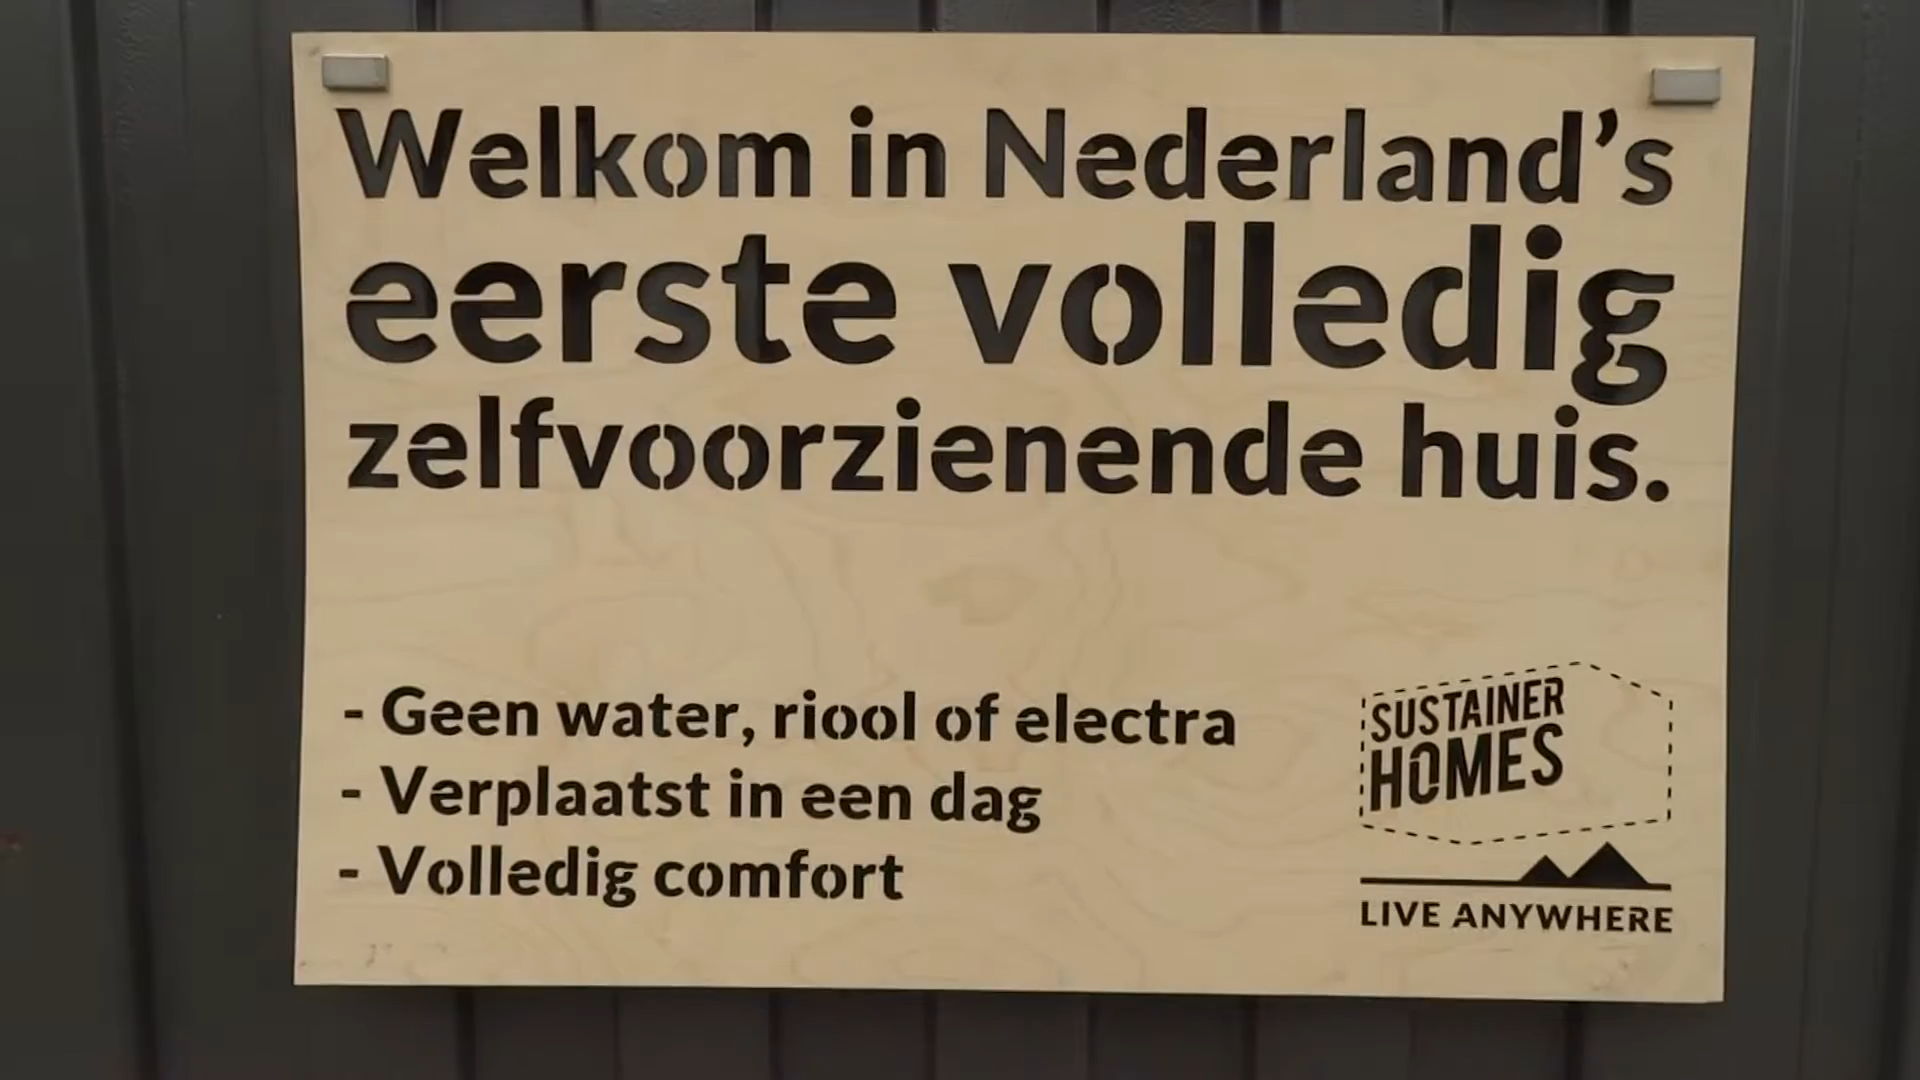 Welkom in Nederland’s
eerste volledig
zelfvoorzienende huis.
- Geen water, riool of electra
- Verplaatst in een dag
- Volledig comfort
SUSTAINER
HOMES
LIVE ANYWHERE